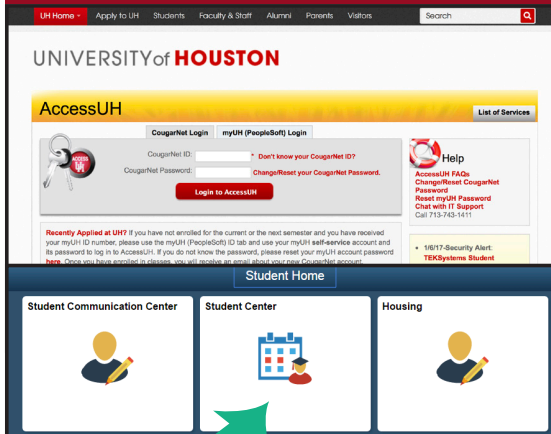 UH Home Apply to UH Students Faculty & Staff Alumni Parents Visitors Search
UNIVERSITY of HOUSTON
AccessUH
List of Services
CougarNet Login myUH (PeopleSoft) Login
ACCESS UH
CougarNet ID: * Don't know your CougarNet ID?
CougarNet Password: Change/Reset your CougarNet Password.
Login to AccessUH
Help
AccessUH FAQs
Change/Reset CougarNet
Password
Reset myUH Password
Chat with IT Support
Call 713-743-1411
Recently Applied at UH? If you have not enrolled for the current or the next semester and you have received
your myUH ID number, please use the myUH (PeopleSoft) ID tab and use your myUH self-service account and
its password to log in to AccessUH. If you do not know the password, please reset your myUH account password
here. Once you have enrolled in classes, you will receive an email about your new CougarNet account.
• 1/6/17-Security Alert:
TEKSystems Student
Student Home
Student Communication Center
Student Center
Housing